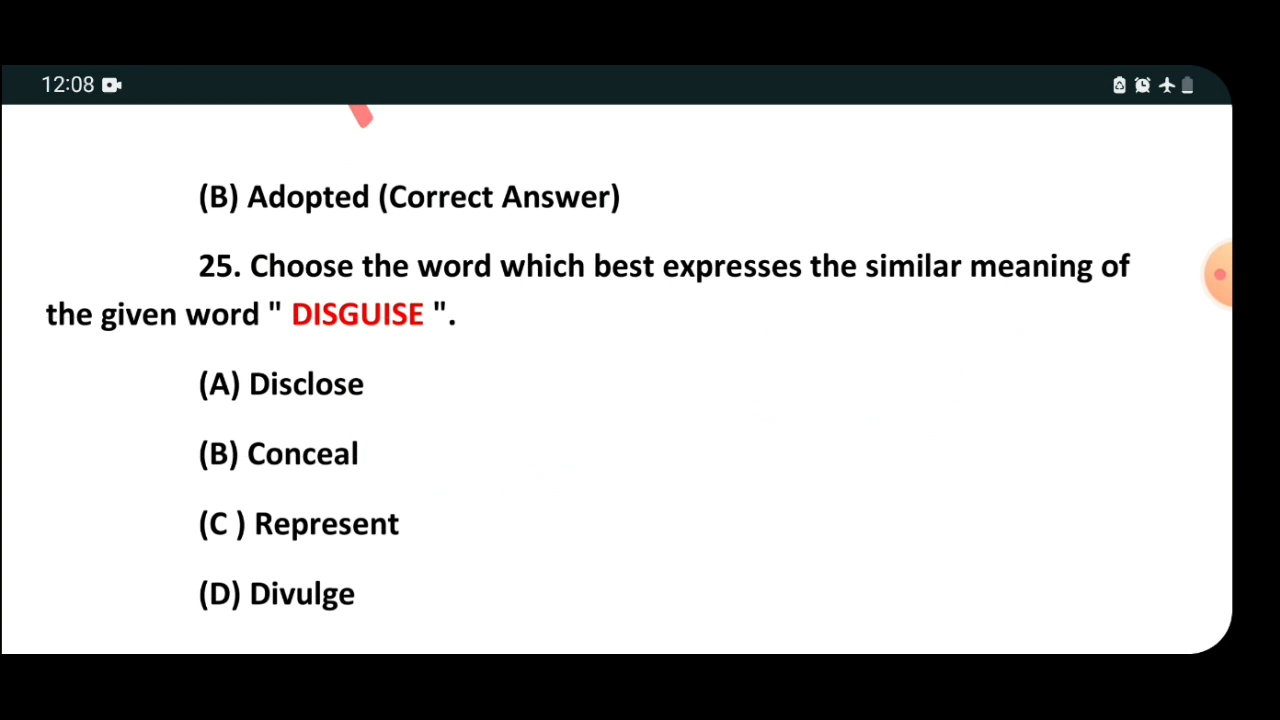 12:08
(B) Adopted (Correct Answer)
25. Choose the word which best expresses the similar meaning of
the given word " DISGUISE ".
(A) Disclose
(B) Conceal
(C ) Represent
(D) Divulge